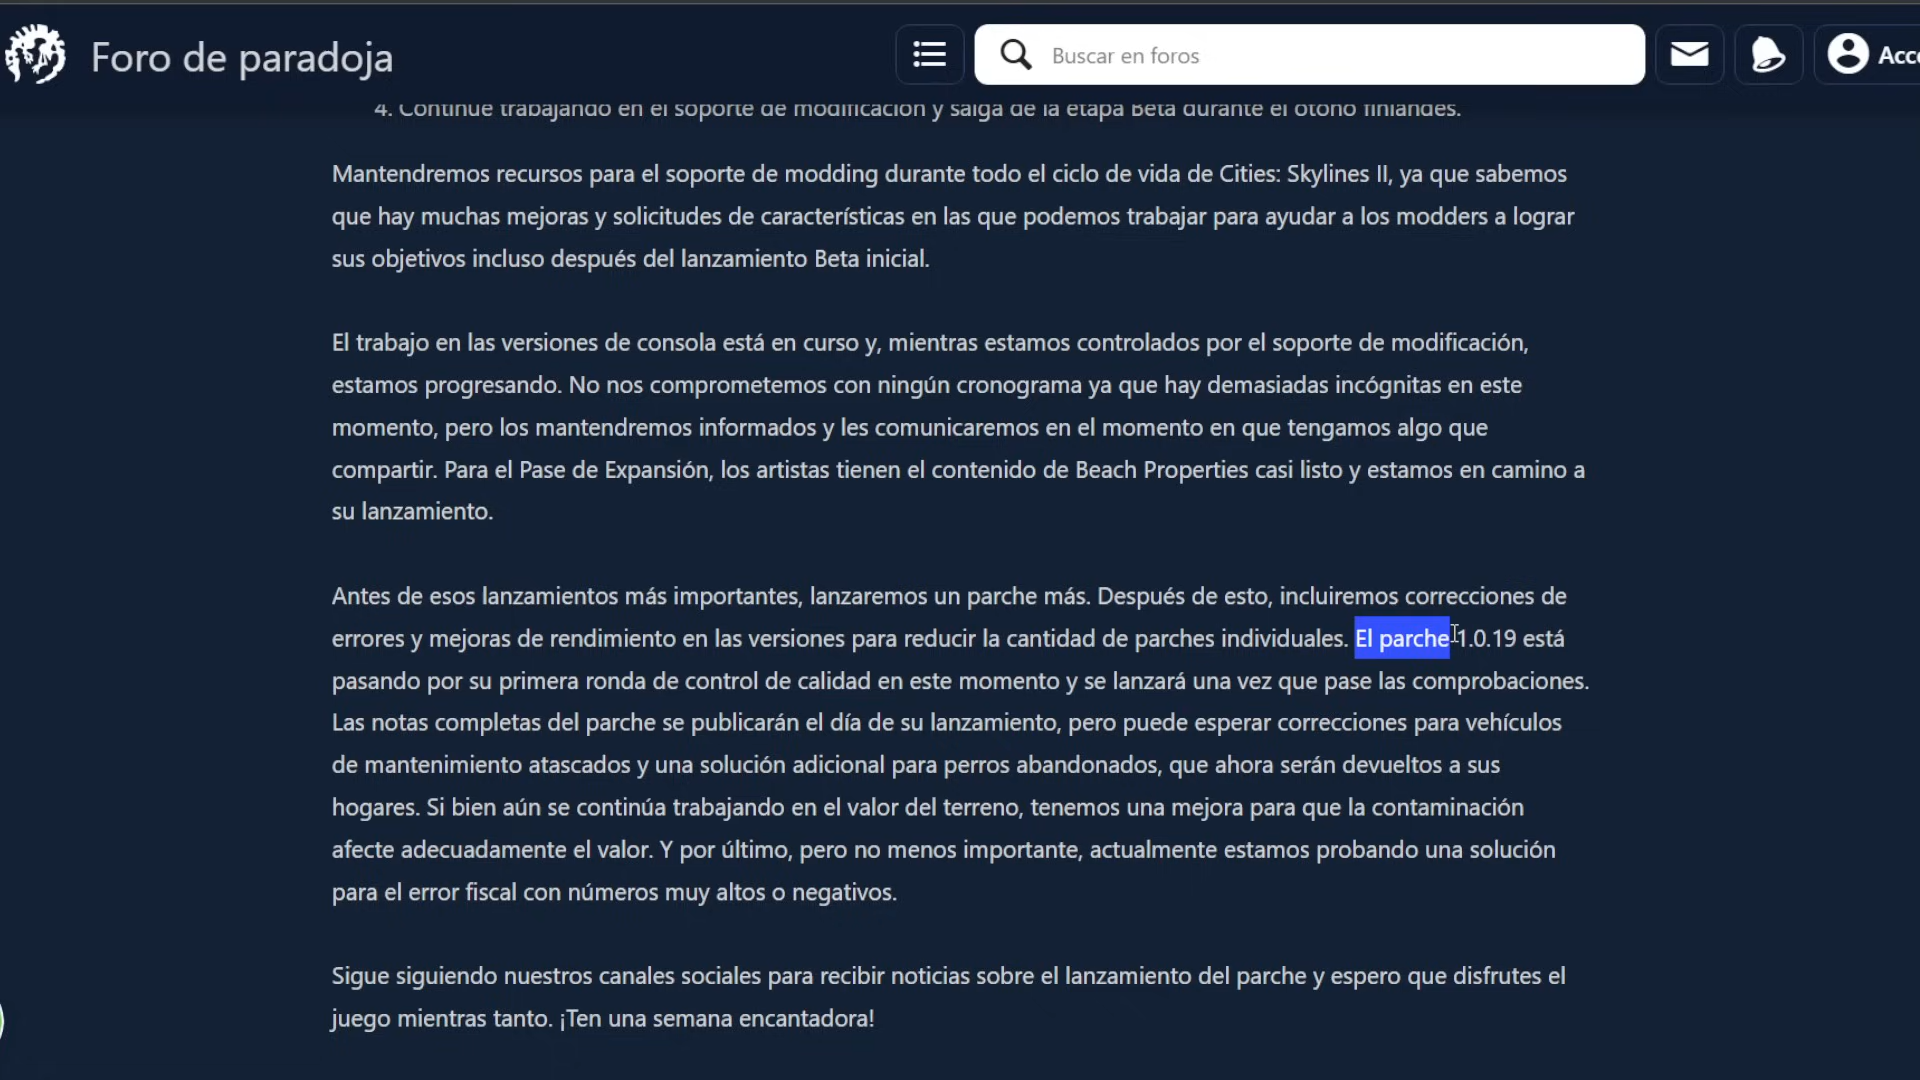 Foro de paradoja
Buscar en foros
4. Continúe trabajando en el soporte de modificación y salga de la etapa Beta durante el otoño finlandés.
Mantendremos recursos para el soporte de modding durante todo el ciclo de vida de Cities: Skylines II, ya que sabemos
que hay muchas mejoras y solicitudes de características en las que podemos trabajar para ayudar a los modders a lograr
sus objetivos incluso después del lanzamiento Beta inicial.
El trabajo en las versiones de consola está en curso y, mientras estamos controlados por el soporte de modificación,
estamos progresando. No nos comprometemos con ningún cronograma ya que hay demasiadas incógnitas en este
momento, pero los mantendremos informados y les comunicaremos en el momento en que tengamos algo que
compartir. Para el Pase de Expansión, los artistas tienen el contenido de Beach Properties casi listo y estamos en camino a
su lanzamiento.
Antes de esos lanzamientos más importantes, lanzaremos un parche más. Después de esto, incluiremos correcciones de
errores y mejoras de rendimiento en las versiones para reducir la cantidad de parches individuales. El parche 1.0.19 está
pasando por su primera ronda de control de calidad en este momento y se lanzará una vez que pase las comprobaciones.
Las notas completas del parche se publicarán el día de su lanzamiento, pero puede esperar correcciones para vehículos
de mantenimiento atascados y una solución adicional para perros abandonados, que ahora serán devueltos a sus
hogares. Si bien aún se continúa trabajando en el valor del terreno, tenemos una mejora para que la contaminación
afecte adecuadamente el valor. Y por último, pero no menos importante, actualmente estamos probando una solución
para el error fiscal con números muy altos o negativos.
Sigue siguiendo nuestros canales sociales para recibir noticias sobre el lanzamiento del parche y espero que disfrutes el
juego mientras tanto. ¡Ten una semana encantadora!